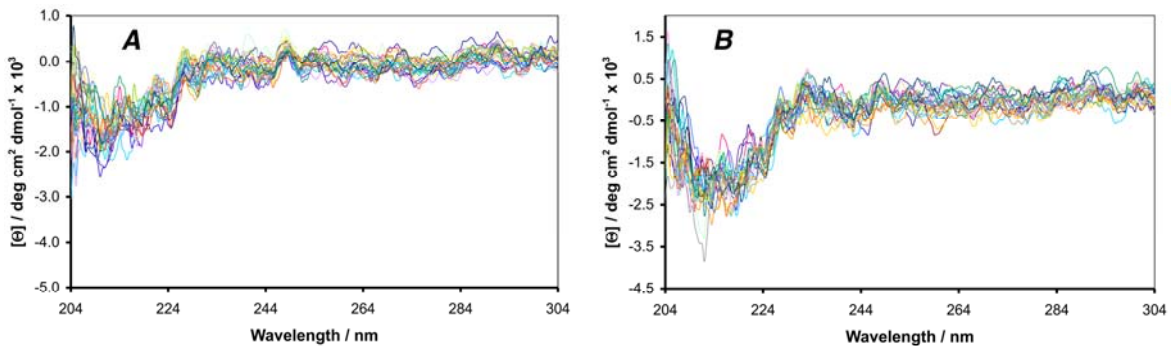 A
[Θ] / deg cm² dmol⁻¹ x 10³
1.0
0.0
-1.0
-2.0
-3.0
-4.0
-5.0
204 224 244 264 284 304
Wavelength / nm
B
[Θ] / deg cm² dmol⁻¹ x 10³
1.5
0.5
-0.5
-1.5
-2.5
-3.5
-4.5
204 224 244 264 284 304
Wavelength / nm